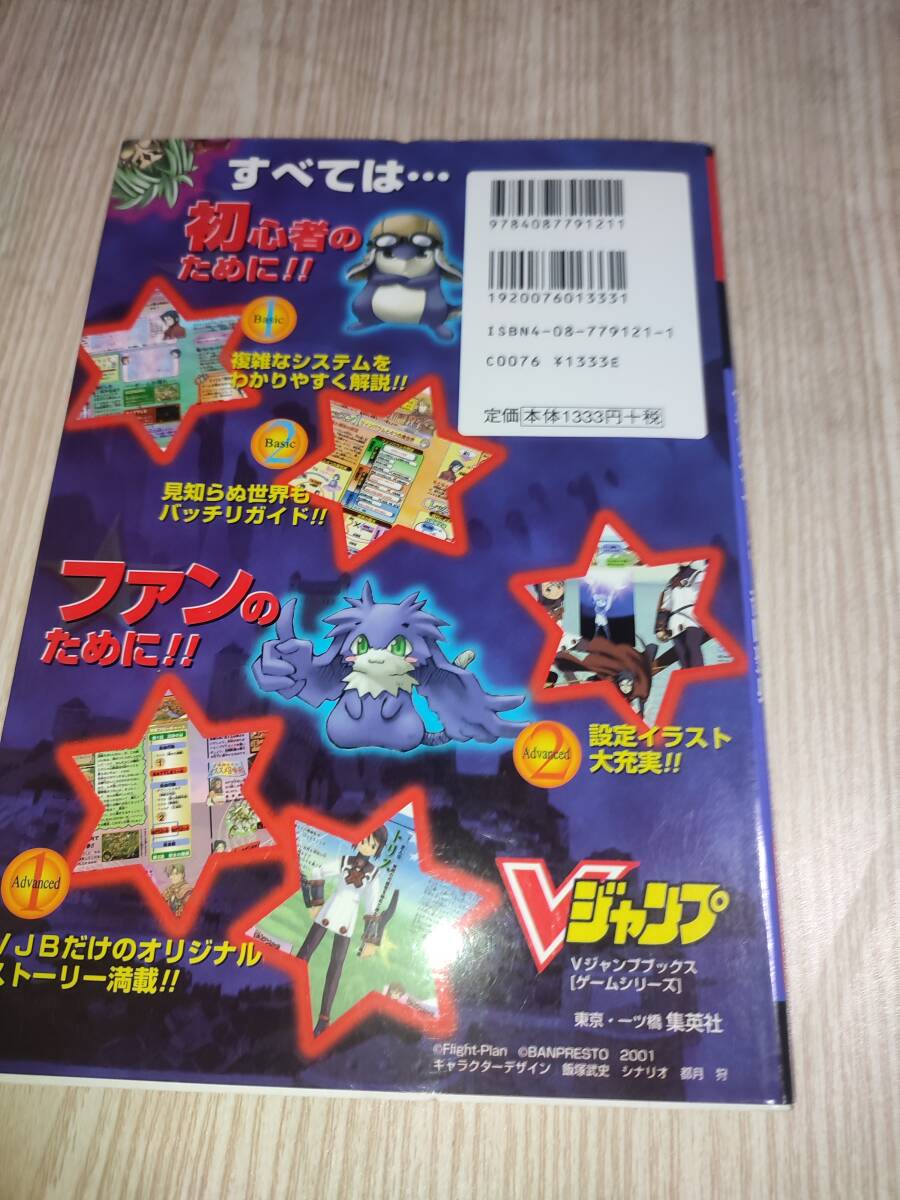 すべては…
初心者の
ために!!
9784087791211
1920076013331
ISBN4-08-779121-1
C0076 ¥1333E
定価 本体1333円+税
Basic
1
複雑なシステムを
わかりやすく解説!!
Basic
2
見知らぬ世界も
バッチリガイド!!
ファンの
ために!!
Advanced
2
設定イラスト
大充実!!
Advanced
1
VJBだけのオリジナル
ストーリー満載!!
トリス
Vジャンプ
Vジャンプブックス
[ゲームシリーズ]
東京・一ツ橋 集英社
©Flight-Plan ©BANPRESTO 2001
キャラクターデザイン 飯塚武史 シナリオ 都月 狩